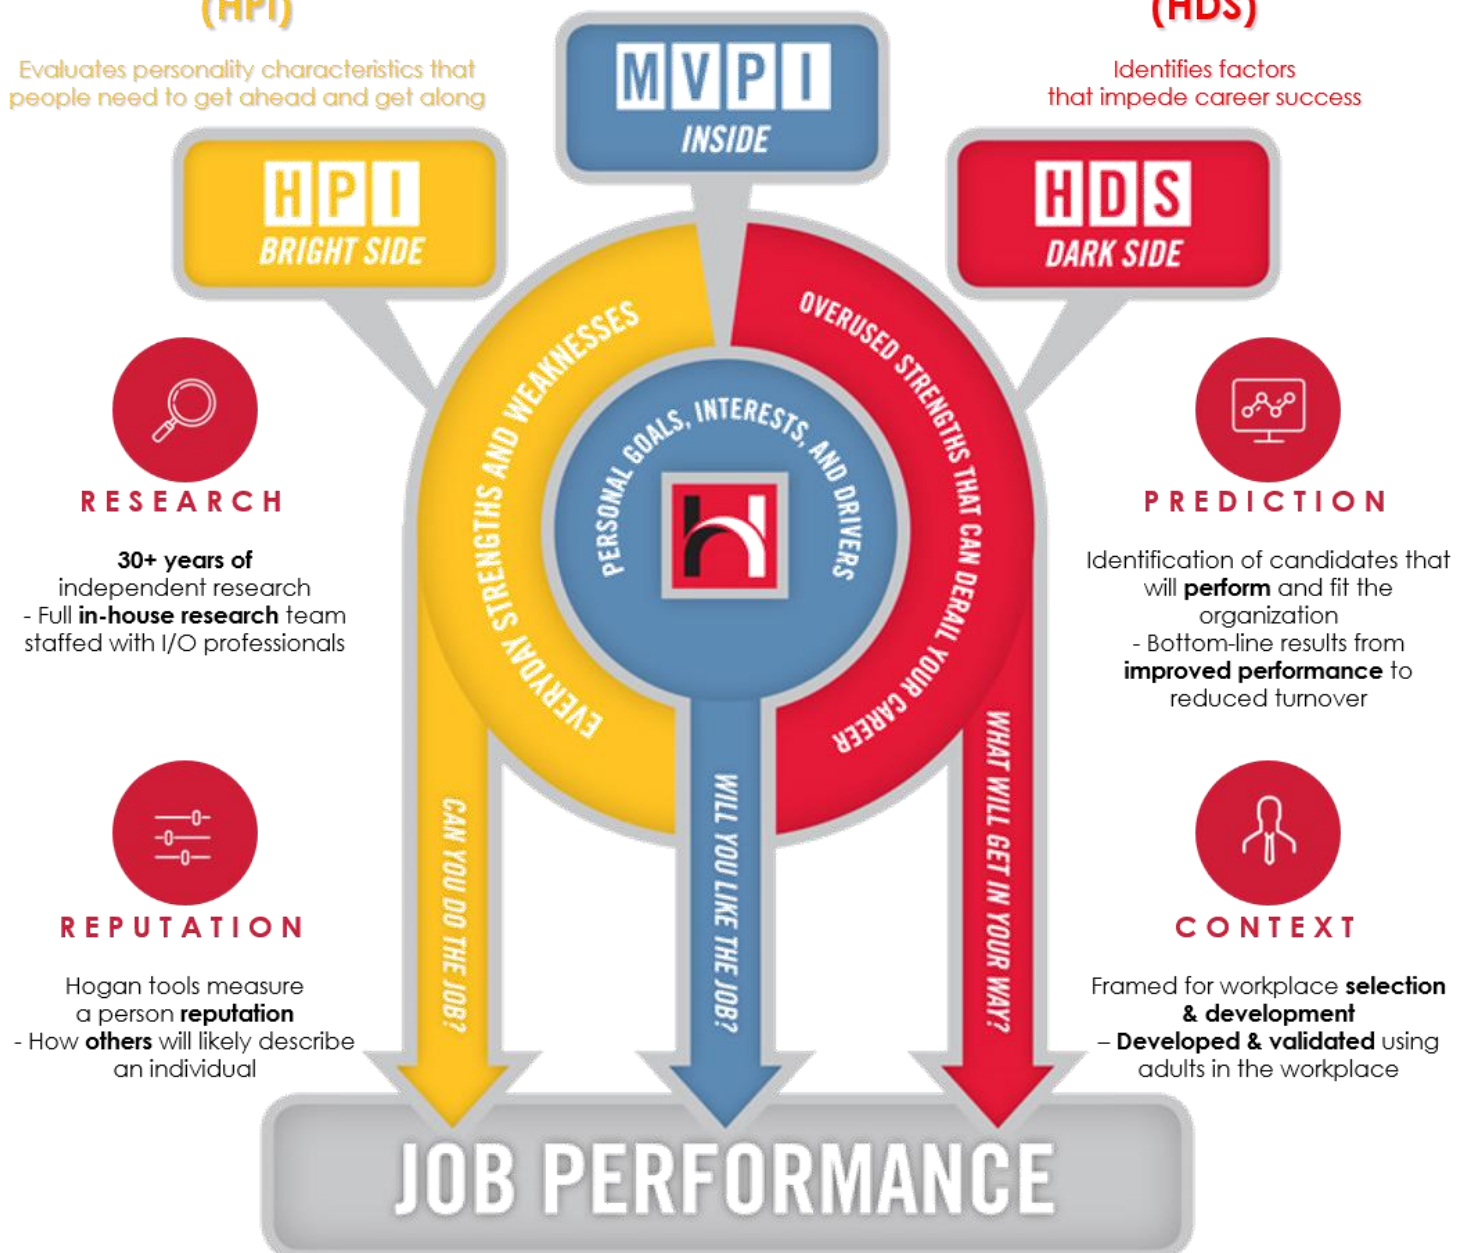 (HPI)
Evaluates personality characteristics that
people need to get ahead and get along
(HDS)
Identifies factors
that impede career success
MVPI
INSIDE
HPI
BRIGHT SIDE
HDS
DARK SIDE
EVERYDAY STRENGTHS AND WEAKNESSES
PERSONAL GOALS, INTERESTS, AND DRIVERS
OVERUSED STRENGTHS THAT CAN DERAIL YOUR CAREER
RESEARCH
30+ years of
independent research
- Full in-house research team
staffed with I/O professionals
PREDICTION
Identification of candidates that
will perform and fit the
organization
- Bottom-line results from
improved performance to
reduced turnover
REPUTATION
Hogan tools measure
a person reputation
- How others will likely describe
an individual
CONTEXT
Framed for workplace selection
& development
– Developed & validated using
adults in the workplace
CAN YOU DO THE JOB?
WILL YOU LIKE THE JOB?
WHAT WILL GET IN YOUR WAY?
JOB PERFORMANCE